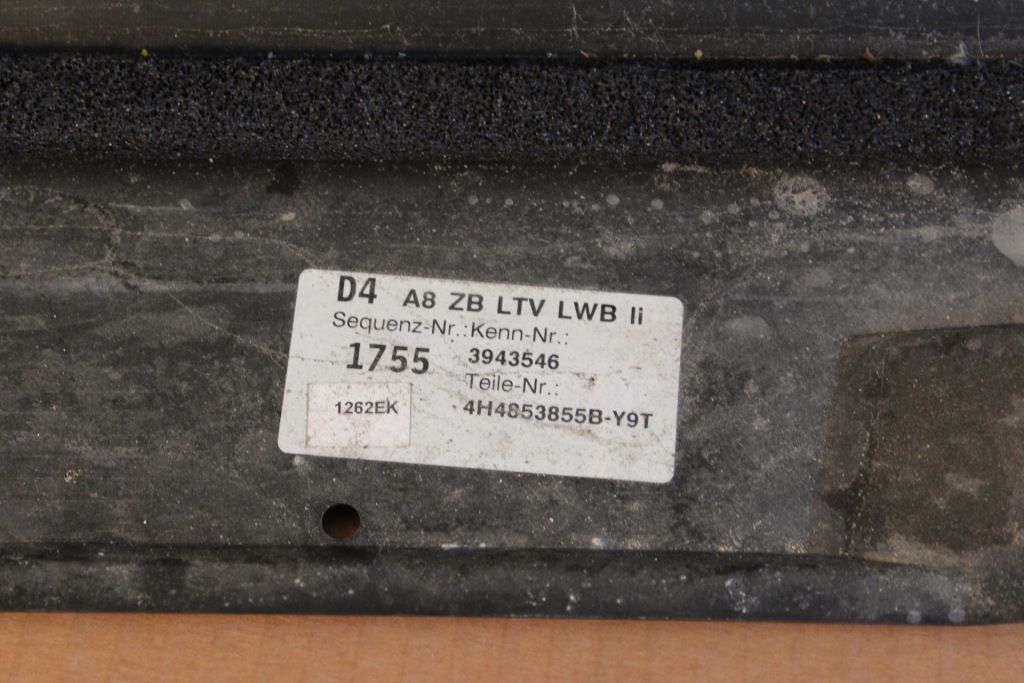 D4 A8 ZB LTV LWB li
Sequenz-Nr.: Kenn-Nr.:
1755 3943546
Teile-Nr.:
1262EK 4H4853855B-Y9T